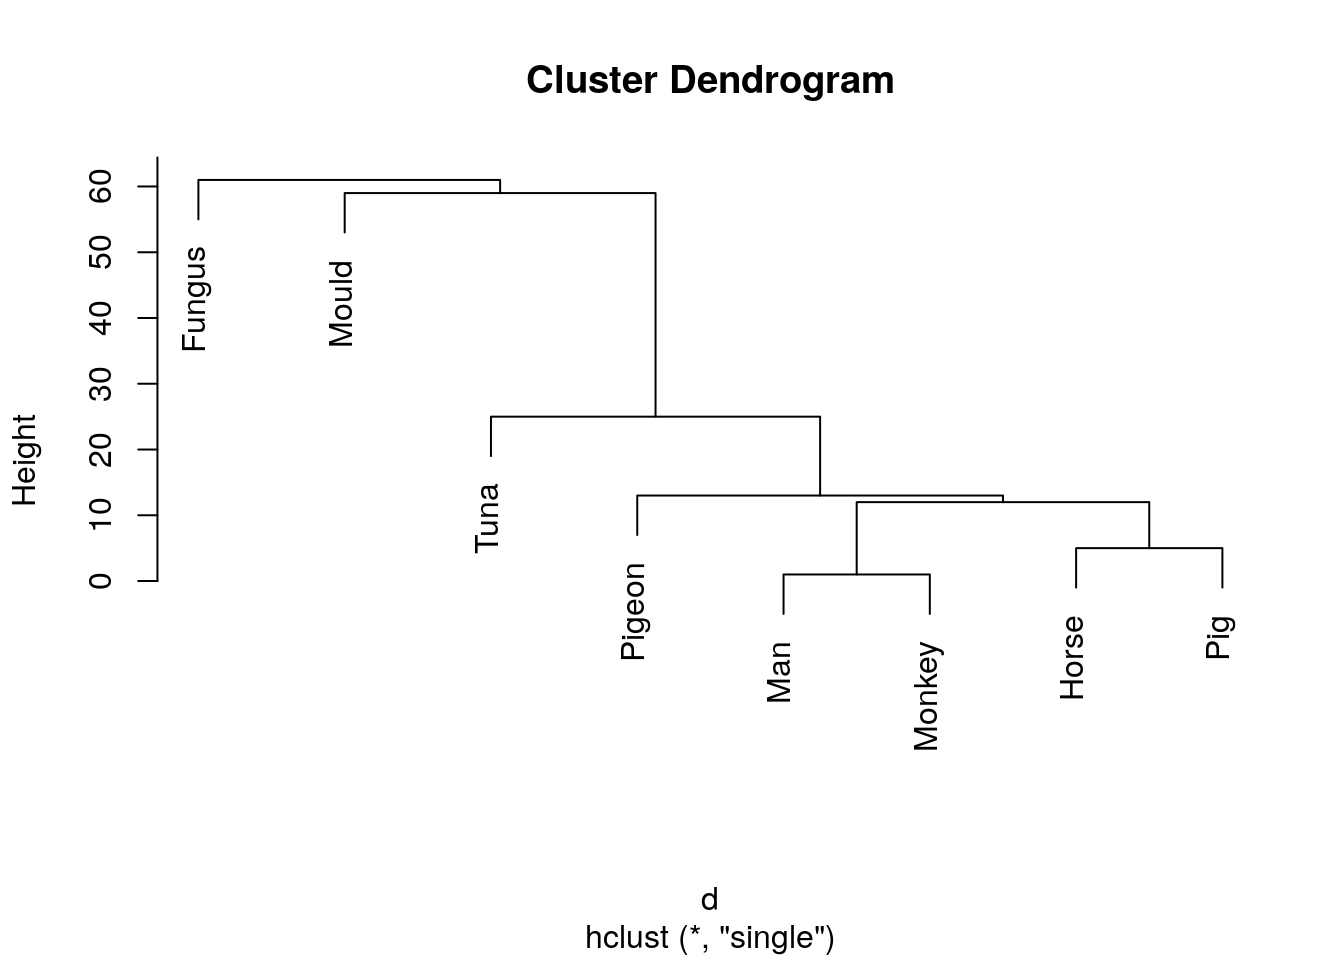 Cluster Dendrogram
Height
60
50
40
30
20
10
0
Fungus
Mould
Tuna
Pigeon
Man
Monkey
Horse
Pig
d
hclust (*, "single")